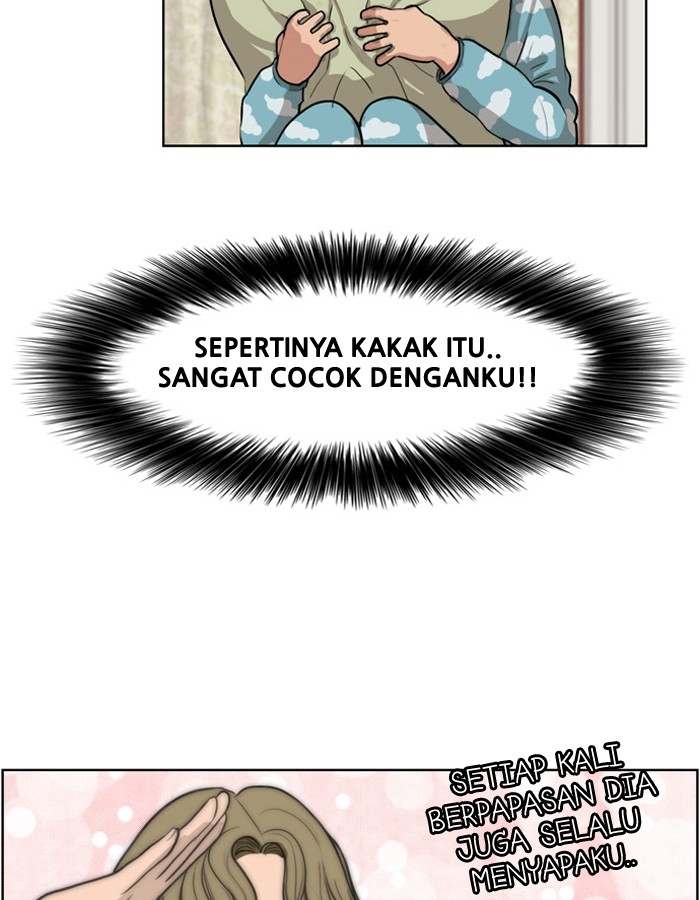 SEPERTINYA KAKAK ITU..
SANGAT COCOK DENGANKU!!
SETIAP KALI
BERPAPASAN DIA
JUGA SELALU
MENYAPAKU..